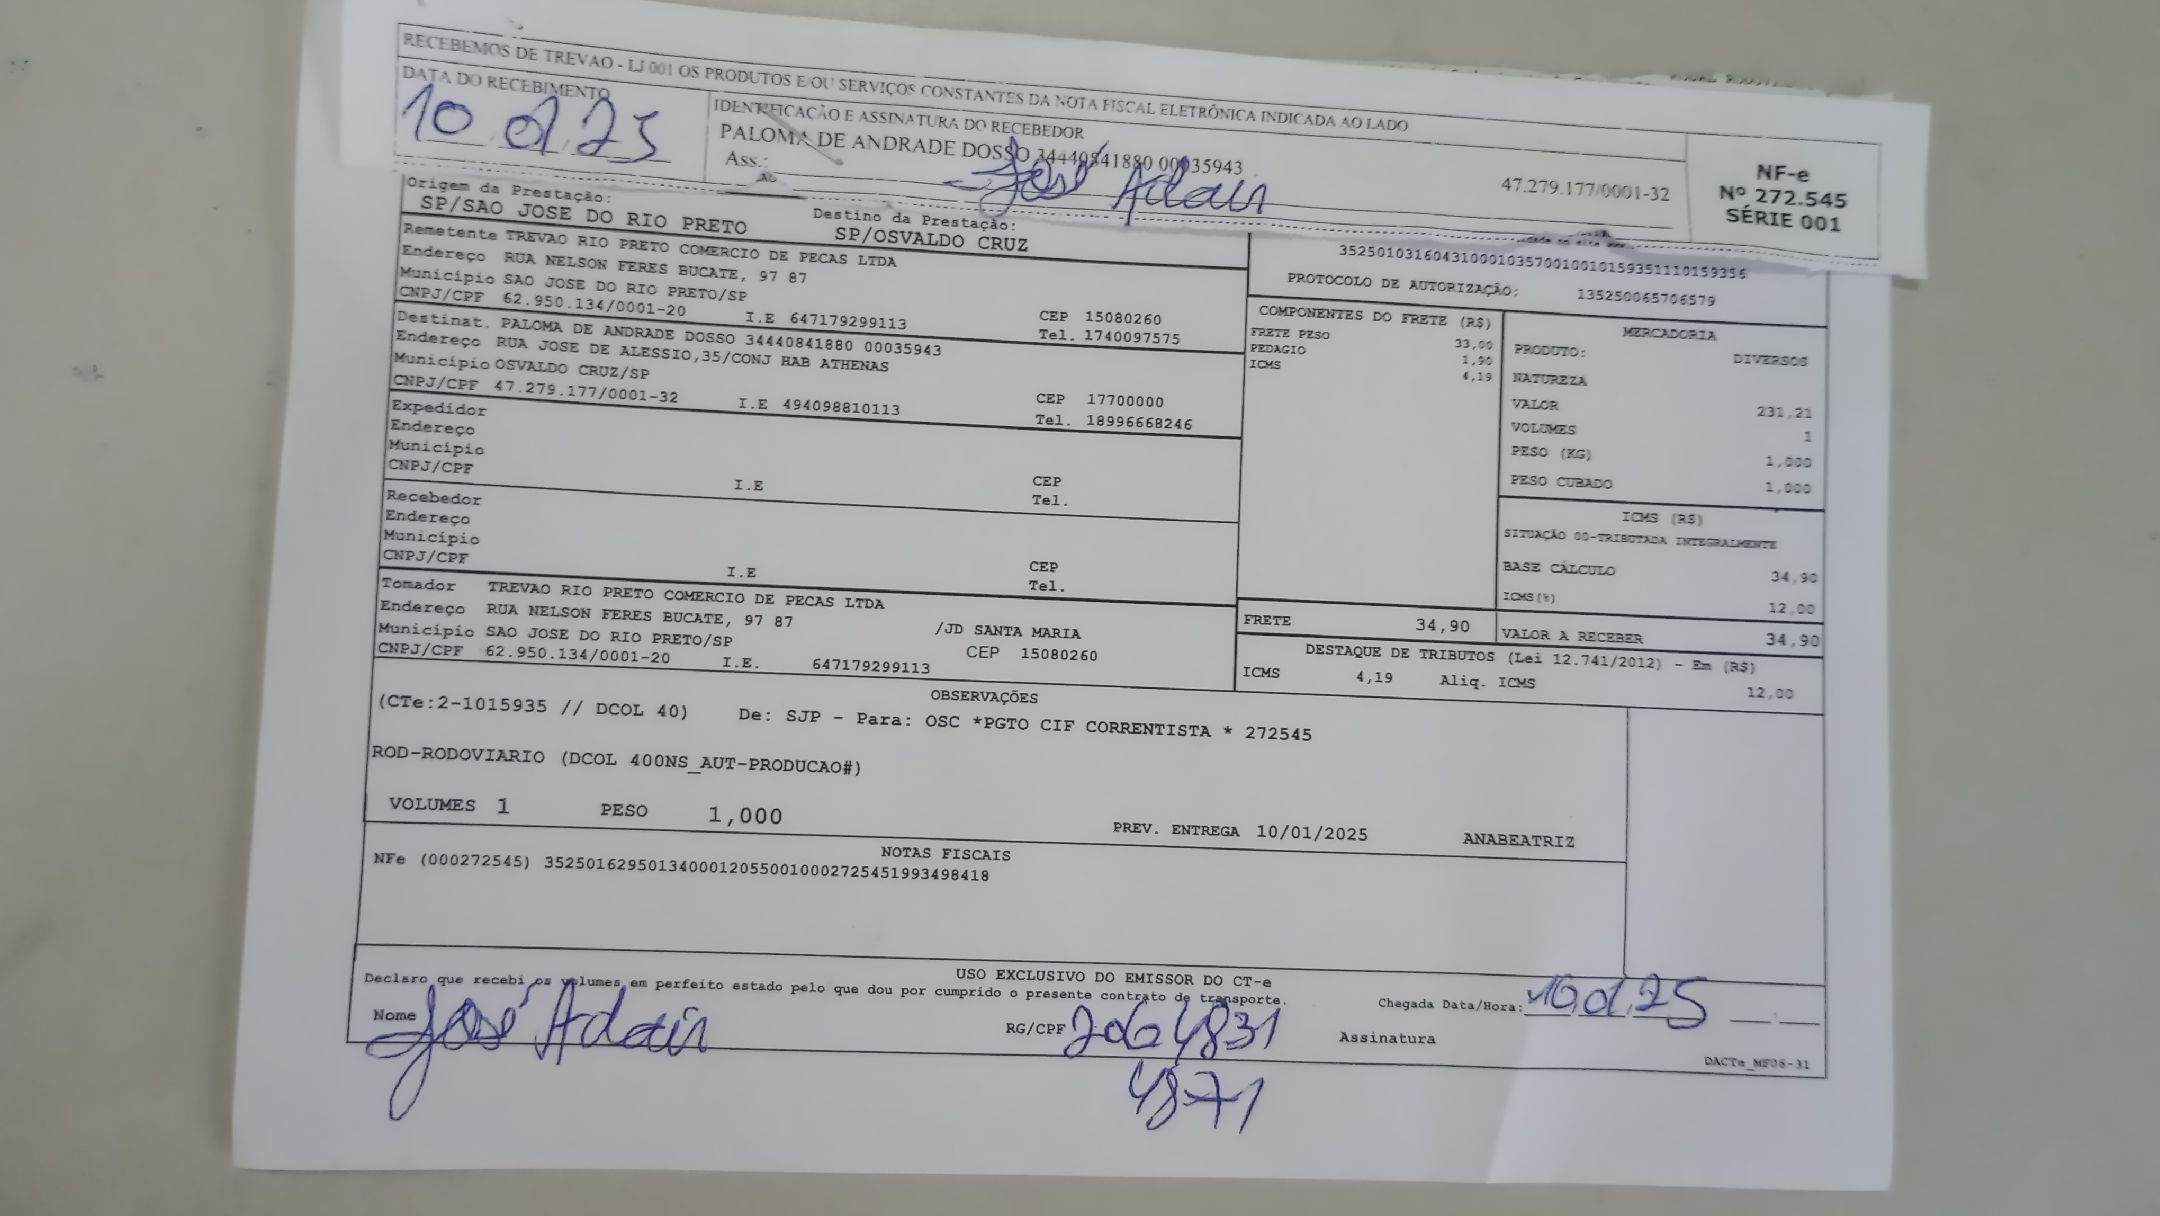 RECEBEMOS DE TREVAO - LJ 001 OS PRODUTOS E/OU SERVIÇOS CONSTANTES DA NOTA FISCAL ELETRÔNICA INDICADA AO LADO
DATA DO RECEBIMENTO
10 01 25
IDENTIFICAÇÃO E ASSINATURA DO RECEBEDOR
PALOMA DE ANDRADE DOSSO 34440841880 00035943
Ass.: José Adair
47.279.177/0001-32
NF-e
Nº 272.545
SÉRIE 001
Origem da Prestação:
SP/SAO JOSE DO RIO PRETO
Destino da Prestação:
SP/OSVALDO CRUZ
Remetente TREVAO RIO PRETO COMERCIO DE PECAS LTDA
Endereço RUA NELSON FERES BUCATE, 97 87
Município SAO JOSE DO RIO PRETO/SP
CEP 15080260
CNPJ/CPF 62.950.134/0001-20 I.E 647179299113 Tel. 1740097575
Destinat. PALOMA DE ANDRADE DOSSO 34440841880 00035943
Endereço RUA JOSE DE ALESSIO,35/CONJ HAB ATHENAS
Município OSVALDO CRUZ/SP CEP 17700000
CNPJ/CPF 47.279.177/0001-32 I.E 494098810113 Tel. 18996668246
Expedidor
Endereço
Município CEP
CNPJ/CPF I.E Tel.
Recebedor
Endereço
Município CEP
CNPJ/CPF I.E Tel.
Tomador TREVAO RIO PRETO COMERCIO DE PECAS LTDA
Endereço RUA NELSON FERES BUCATE, 97 87 /JD SANTA MARIA
Município SAO JOSE DO RIO PRETO/SP CEP 15080260
CNPJ/CPF 62.950.134/0001-20 I.E. 647179299113
35250103160431000103570010010159351110159356
PROTOCOLO DE AUTORIZAÇÃO: 135250065706579
COMPONENTES DO FRETE (R$)
FRETE PESO 33,00
PEDAGIO 1,90
ICMS 4,19
MERCADORIA
PRODUTO: DIVERSOS
NATUREZA
VALOR 231,21
VOLUMES 1
PESO (KG) 1,000
PESO CUBADO 1,000
ICMS (R$)
SITUAÇÃO 00-TRIBUTADA INTEGRALMENTE
BASE CÁLCULO 34,90
ICMS(%) 12,00
FRETE 34,90
VALOR A RECEBER 34,90
DESTAQUE DE TRIBUTOS (Lei 12.741/2012) - Em (R$)
ICMS 4,19 Aliq. ICMS 12,00
OBSERVAÇÕES
(CTe:2-1015935 // DCOL 40) De: SJP - Para: OSC *PGTO CIF CORRENTISTA * 272545
ROD-RODOVIARIO (DCOL 400NS_AUT-PRODUCAO#)
VOLUMES 1 PESO 1,000 PREV. ENTREGA 10/01/2025 ANABEATRIZ
NOTAS FISCAIS
NFe (000272545) 35250162950134000120550010002725451993498418
USO EXCLUSIVO DO EMISSOR DO CT-e
Declaro que recebi os volumes em perfeito estado pelo que dou por cumprido o presente contrato de transporte.
Chegada Data/Hora: 10 01 25
Nome José Adair RG/CPF 2064831 Assinatura
4871
DACTe_MF06-31